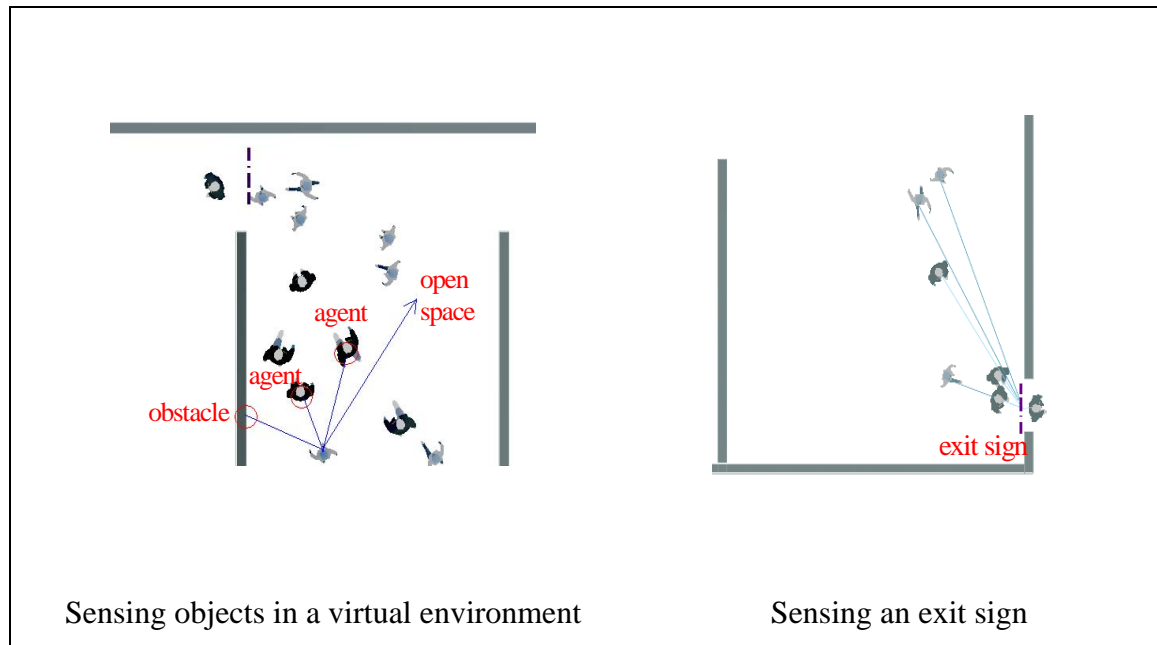 open
space
agent
agent
obstacle
exit sign
Sensing objects in a virtual environment
Sensing an exit sign